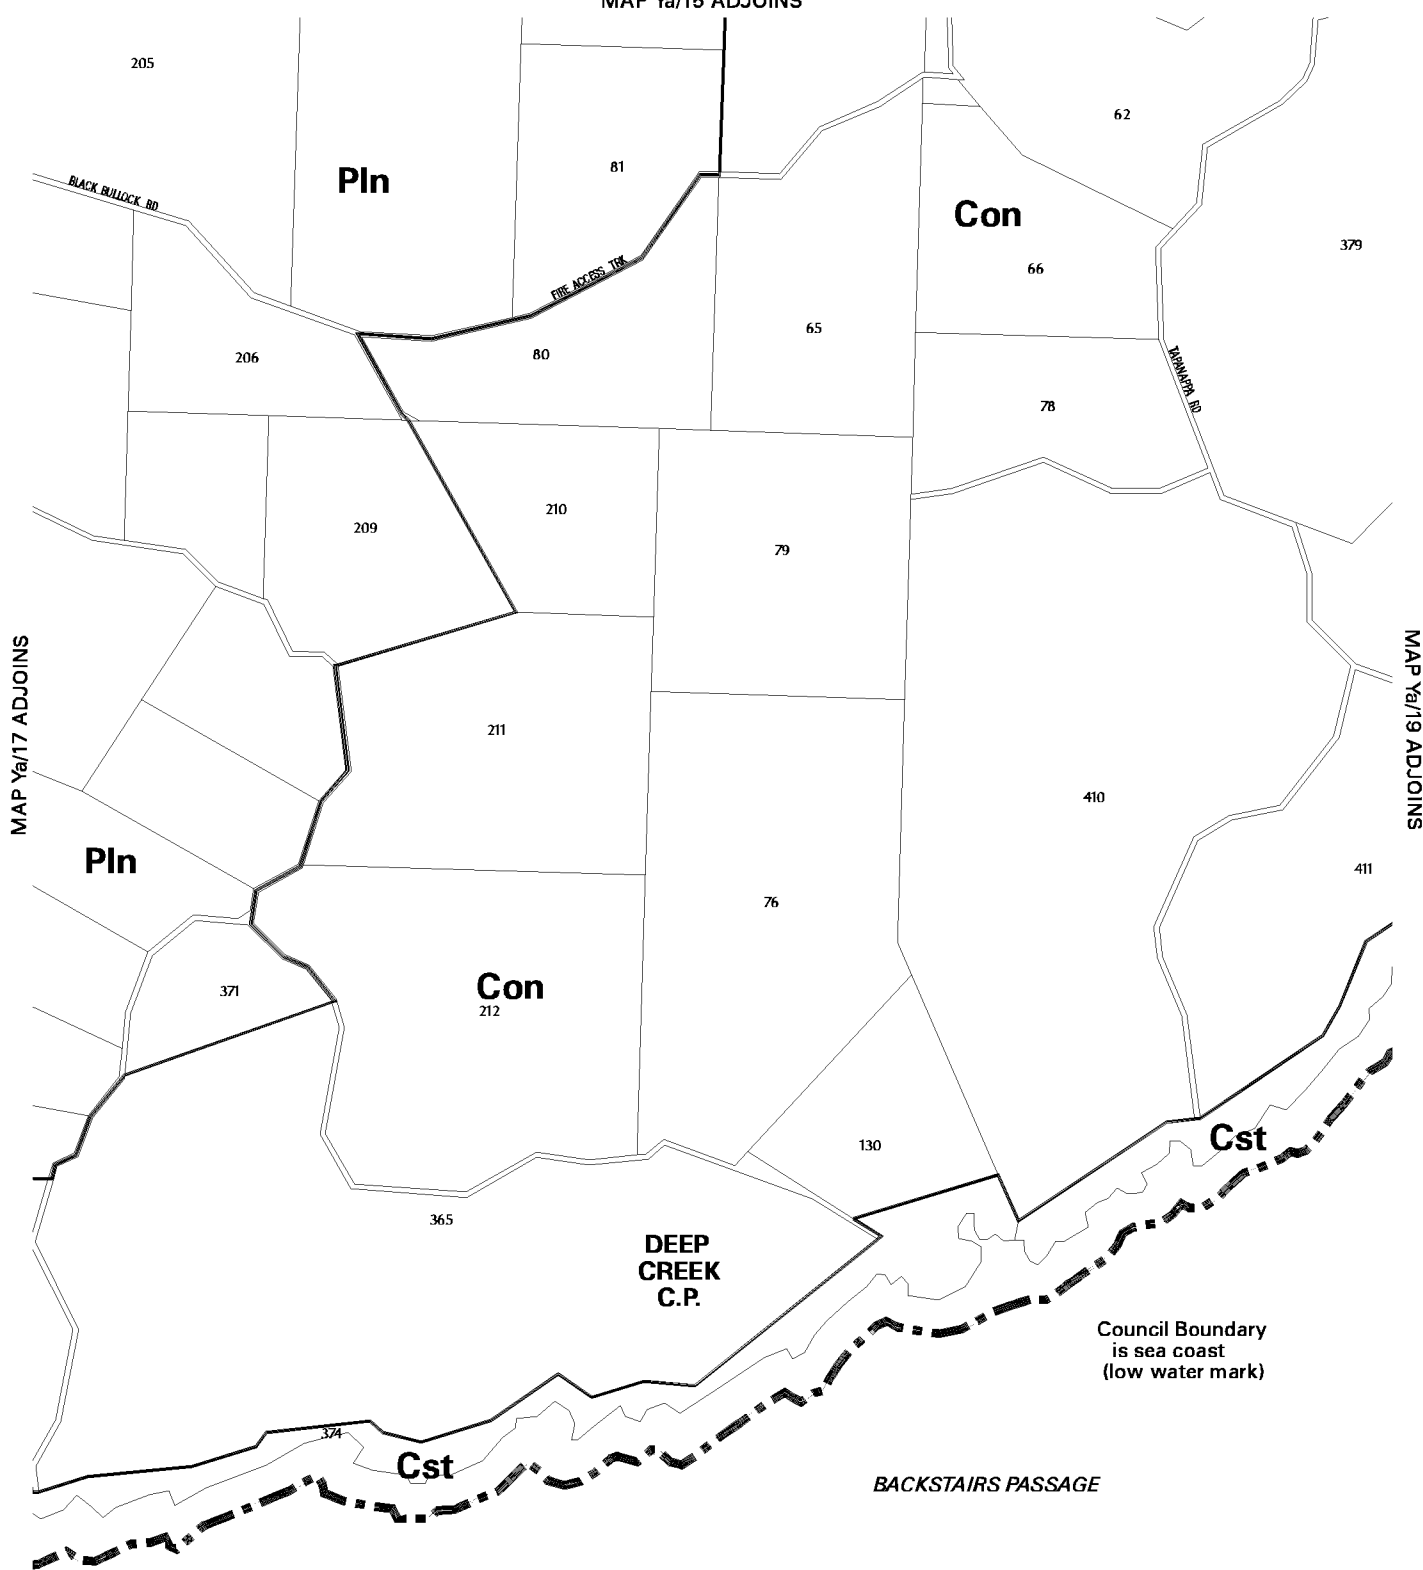 MAP Ya/15 ADJOINS
205
62
81
Pln
BLACK BULLOCK RD
Con
379
FIRE ACCESS TRK
66
65
80
206
TAPANAPPA RD
78
210
209
79
MAP Ya/17 ADJOINS
MAP Ya/19 ADJOINS
211
410
Pln
411
76
371
Con
212
Cst
130
365
DEEP
CREEK
C.P.
Council Boundary
is sea coast
(low water mark)
374
Cst
BACKSTAIRS PASSAGE